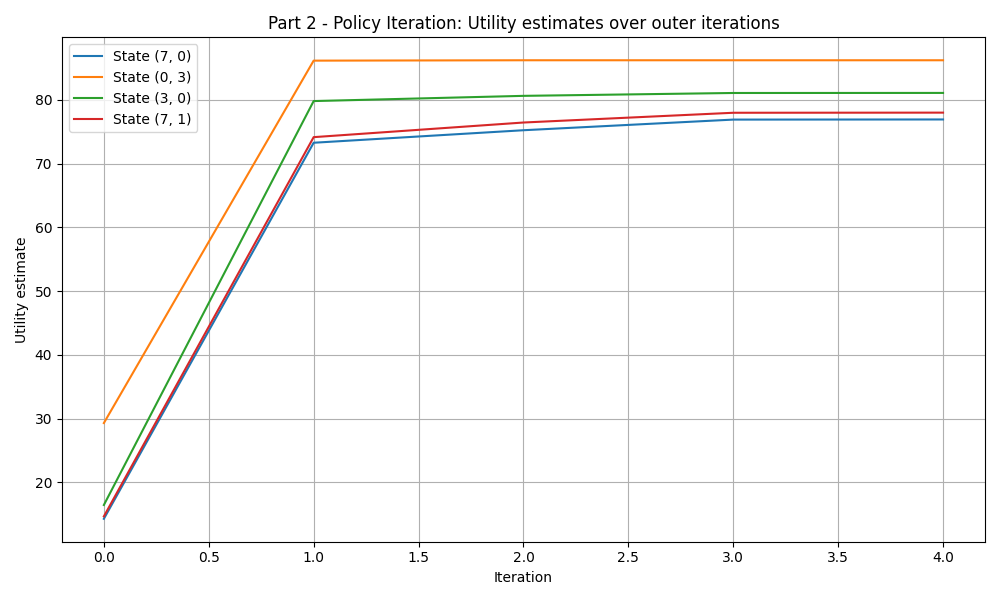 Part 2 - Policy Iteration: Utility estimates over outer iterations
State (7, 0)
State (0, 3)
State (3, 0)
State (7, 1)
Utility estimate
80
70
60
50
40
30
20
0.0 0.5 1.0 1.5 2.0 2.5 3.0 3.5 4.0
Iteration